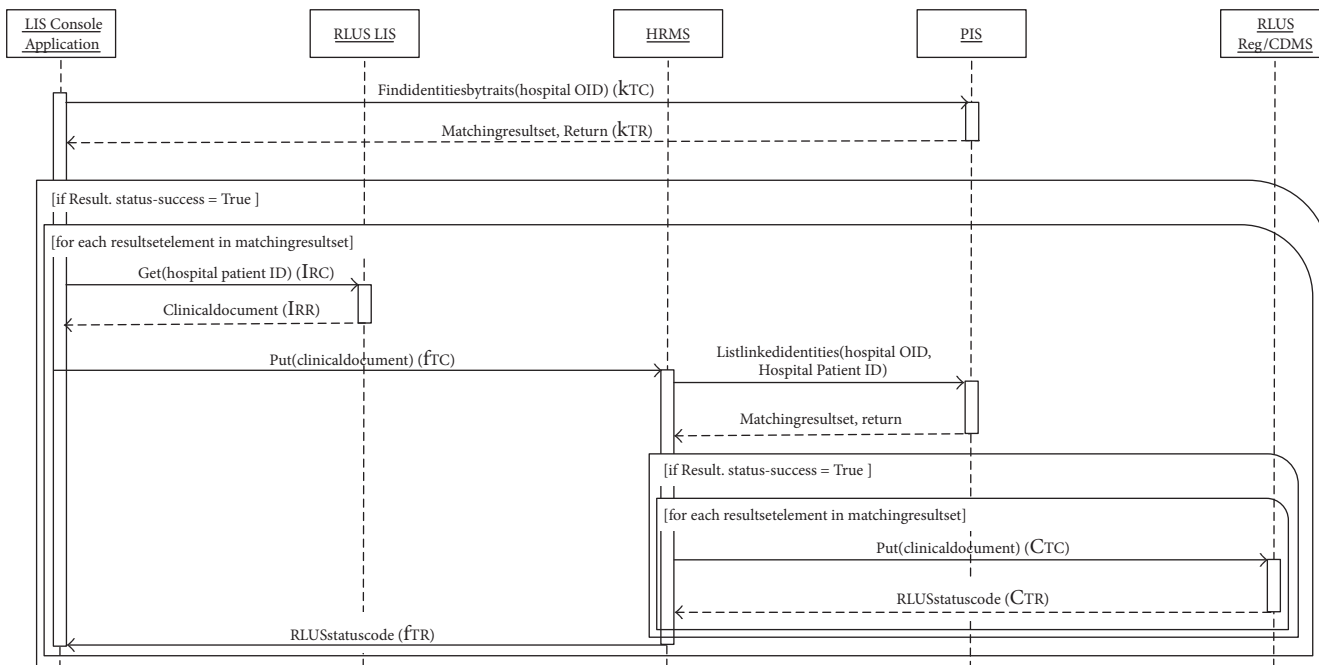 LIS Console
Application
RLUS LIS
HRMS
PIS
RLUS
Reg/CDMS
Findidentitiesbytraits(hospital OID) (kTC)
Matchingresultset, Return (kTR)
[if Result. status-success = True ]
[for each resultsetelement in matchingresultset]
Get(hospital patient ID) (IRC)
Clinicaldocument (IRR)
Put(clinicaldocument) (fTC)
Listlinkedidentities(hospital OID,
Hospital Patient ID)
Matchingresultset, return
[if Result. status-success = True ]
[for each resultsetelement in matchingresultset]
Put(clinicaldocument) (CTC)
RLUSstatuscode (CTR)
RLUSstatuscode (fTR)